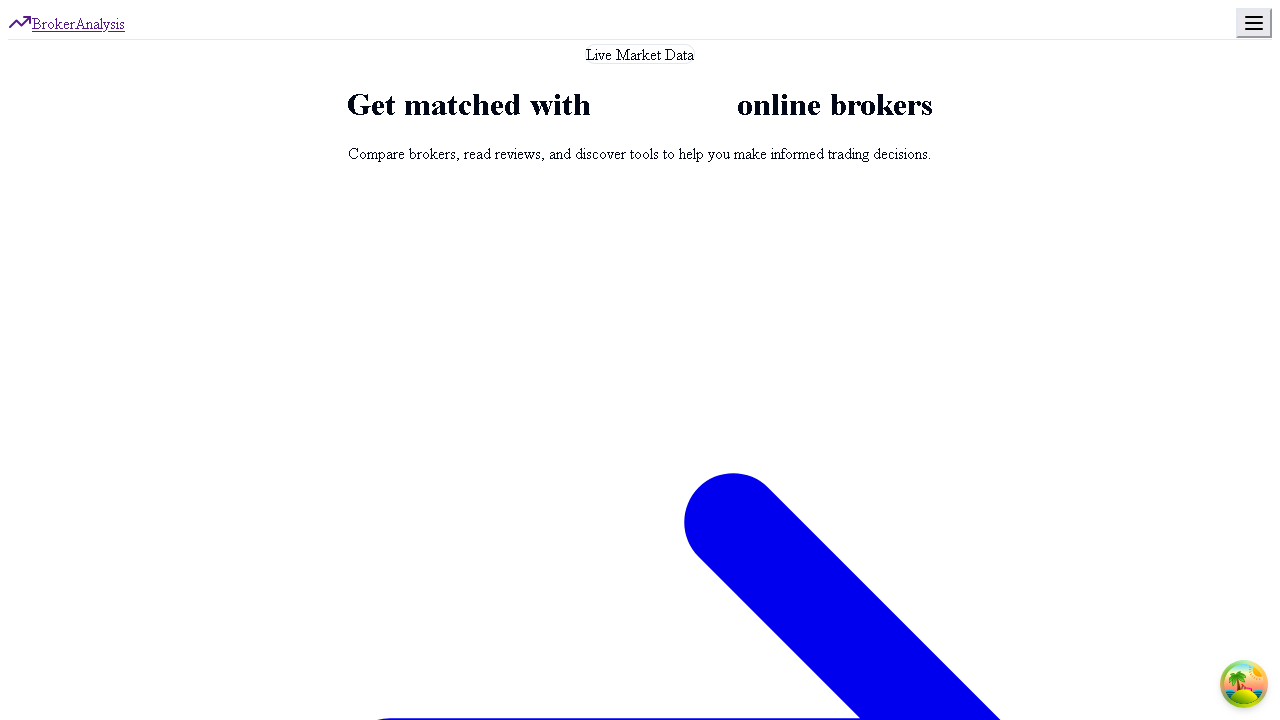 BrokerAnalysis
Live Market Data
Get matched with online brokers
Compare brokers, read reviews, and discover tools to help you make informed trading decisions.